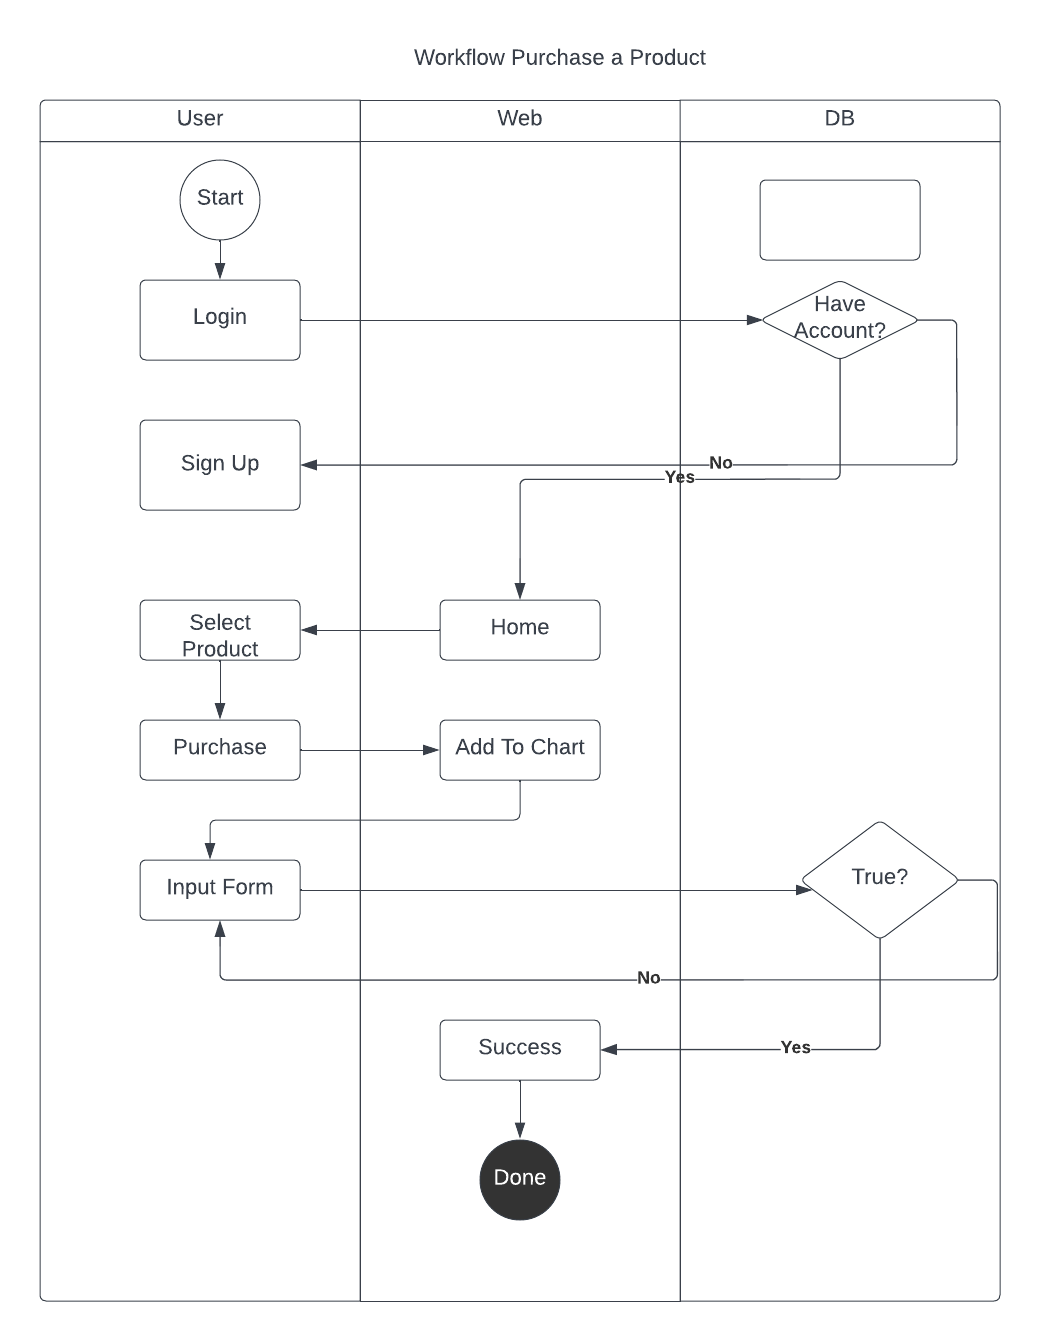 Workflow Purchase a Product
User
Web
DB
Start
Login
Have
Account?
Sign Up
No
Yes
Select
Product
Home
Purchase
Add To Chart
Input Form
True?
No
Success
Yes
Done